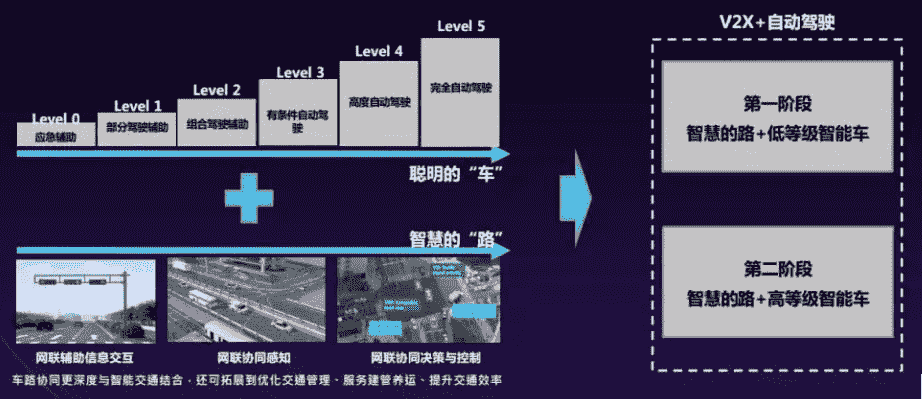 Level 0
应急辅助
Level 1
部分驾驶辅助
Level 2
组合驾驶辅助
Level 3
有条件自动驾
驶
Level 4
高度自动驾驶
Level 5
完全自动驾驶
聪明的“车”
智慧的“路”
网联辅助信息交互
网联协同感知
网联协同决策与控制
车路协同更深度与智能交通结合，还可拓展到优化交通管理、服务建管养运、提升交通效率
V2X+自动驾驶
第一阶段
智慧的路+低等级智能车
第二阶段
智慧的路+高等级智能车